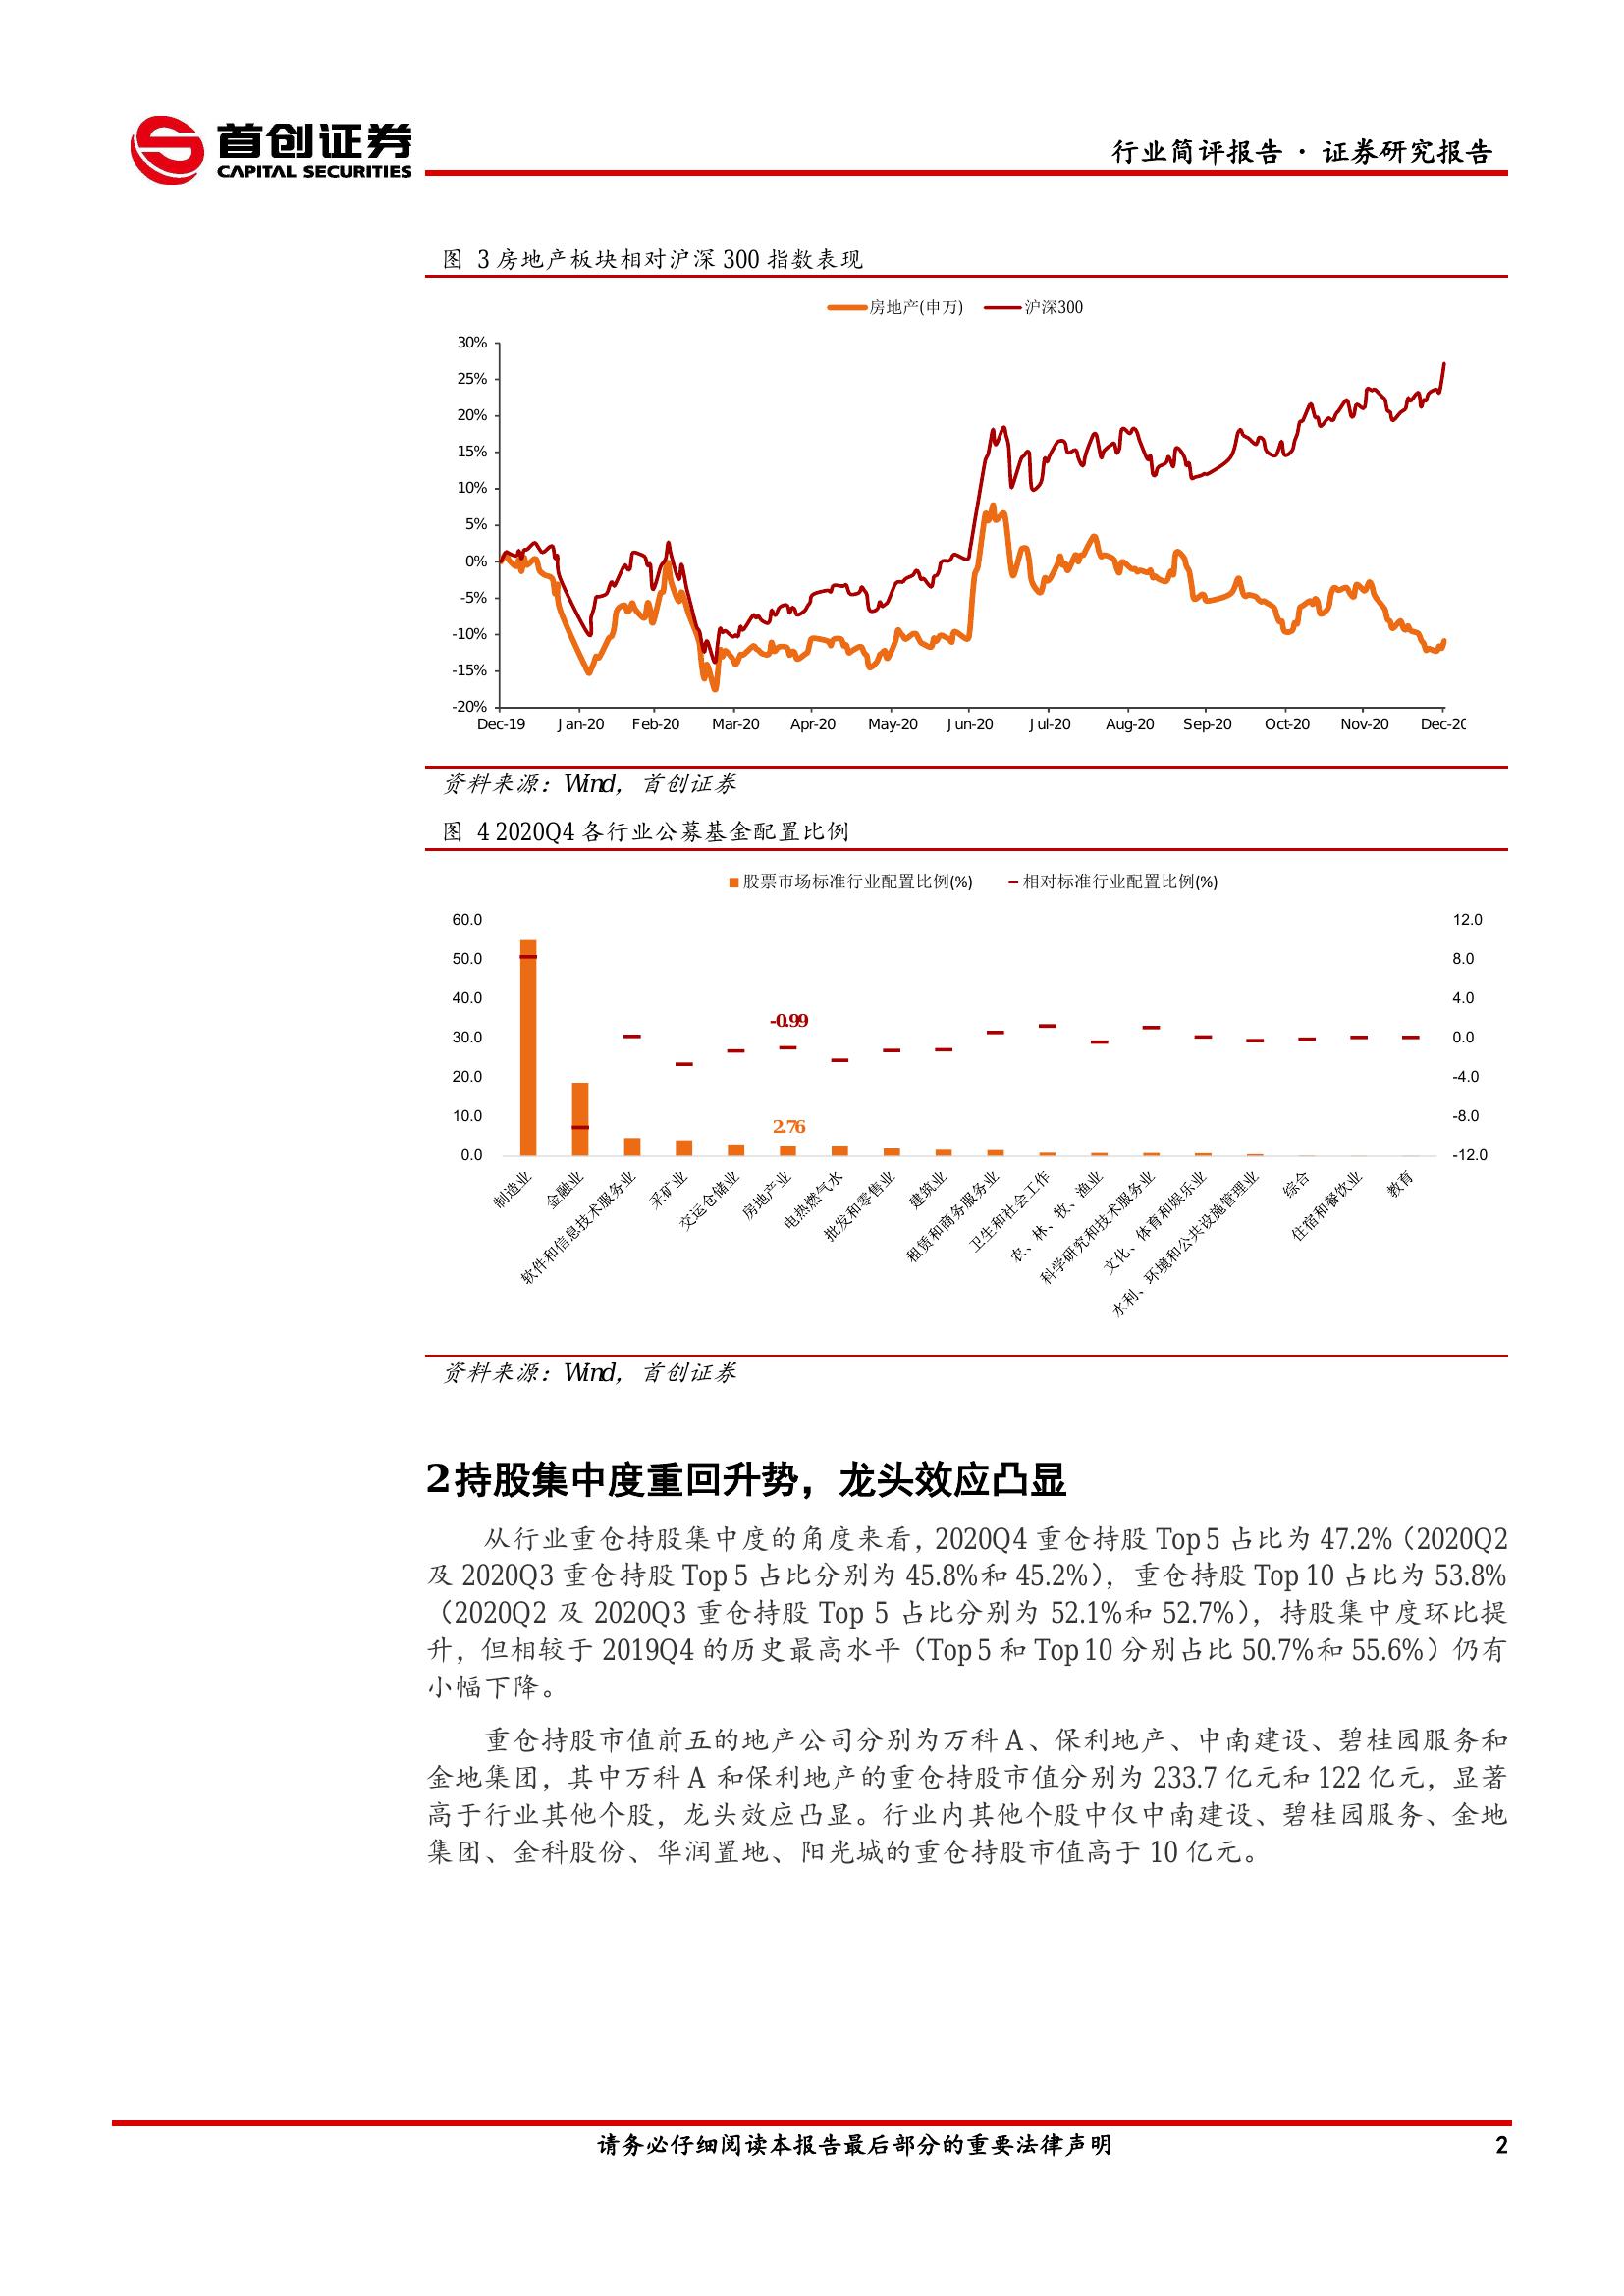 首创证券
CAPITAL SECURITIES
行业简评报告 · 证券研究报告
图 3 房地产板块相对沪深 300 指数表现
房地产(申万) 沪深300
30%
25%
20%
15%
10%
5%
0%
-5%
-10%
-15%
-20%
Dec-19 Jan-20 Feb-20 Mar-20 Apr-20 May-20 Jun-20 Jul-20 Aug-20 Sep-20 Oct-20 Nov-20 Dec-20
资料来源：Wind，首创证券
图 4 2020Q4 各行业公募基金配置比例
股票市场标准行业配置比例(%) 相对标准行业配置比例(%)
60.0 12.0
50.0 8.0
40.0 4.0
-0.99
30.0 0.0
20.0 -4.0
10.0 -8.0
2.76
0.0 -12.0
制造业 金融业 软件和信息技术服务业 采矿业 交运仓储业 房地产业 电热燃气水 批发和零售业 建筑业 租赁和商务服务业 卫生和社会工作 农、林、牧、渔业 科学研究和技术服务业 文化、体育和娱乐业 水利、环境和公共设施管理业 综合 住宿和餐饮业 教育
资料来源：Wind，首创证券
2 持股集中度重回升势，龙头效应凸显
从行业重仓持股集中度的角度来看，2020Q4 重仓持股 Top 5 占比为 47.2%（2020Q2
及 2020Q3 重仓持股 Top 5 占比分别为 45.8%和 45.2%），重仓持股 Top 10 占比为 53.8%
（2020Q2 及 2020Q3 重仓持股 Top 5 占比分别为 52.1%和 52.7%），持股集中度环比提
升，但相较于 2019Q4 的历史最高水平（Top 5 和 Top 10 分别占比 50.7%和 55.6%）仍有
小幅下降。
重仓持股市值前五的地产公司分别为万科 A、保利地产、中南建设、碧桂园服务和
金地集团，其中万科 A 和保利地产的重仓持股市值分别为 233.7 亿元和 122 亿元，显著
高于行业其他个股，龙头效应凸显。行业内其他个股中仅中南建设、碧桂园服务、金地
集团、金科股份、华润置地、阳光城的重仓持股市值高于 10 亿元。
请务必仔细阅读本报告最后部分的重要法律声明 2